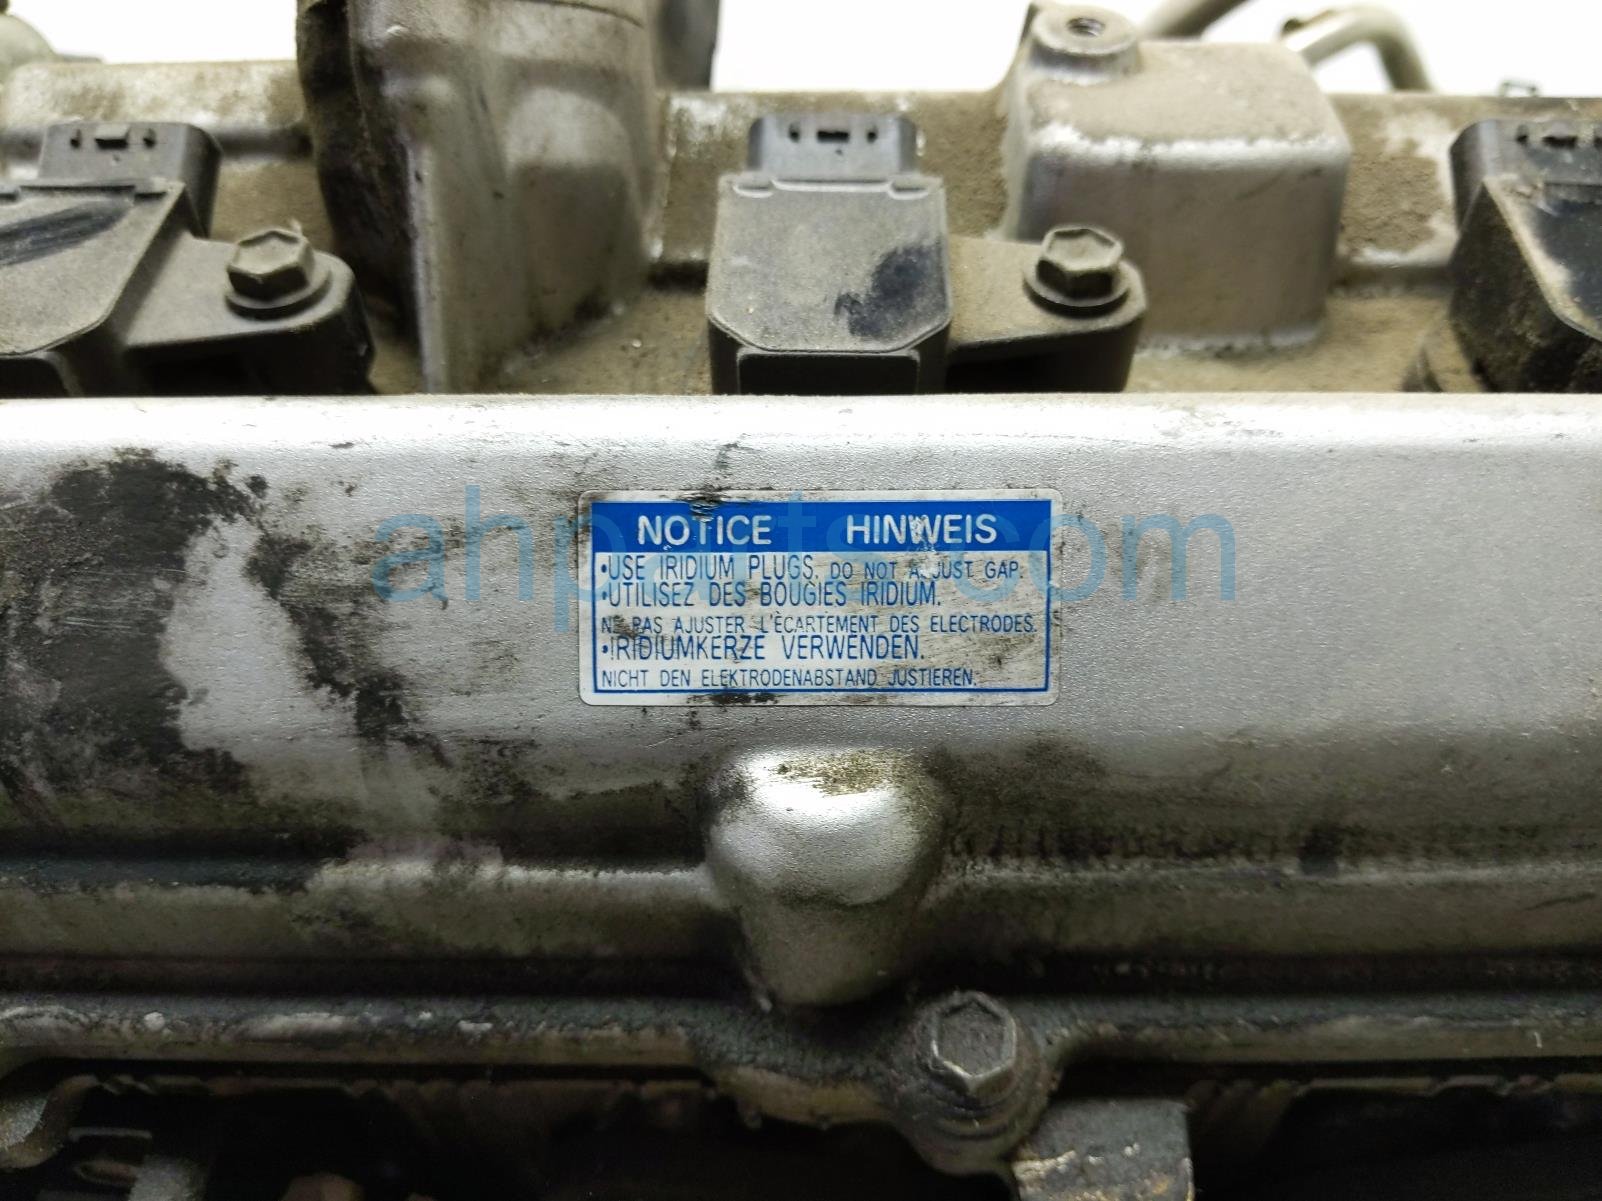 NOTICE HINWEIS
•USE IRIDIUM PLUGS. DO NOT ADJUST GAP.
•UTILISEZ DES BOUGIES IRIDIUM.
NE PAS AJUSTER L'ÈCARTEMENT DES ELECTRODES.
•IRIDIUMKERZE VERWENDEN.
NICHT DEN ELEKTRODENABSTAND JUSTIEREN.
ahparts.com